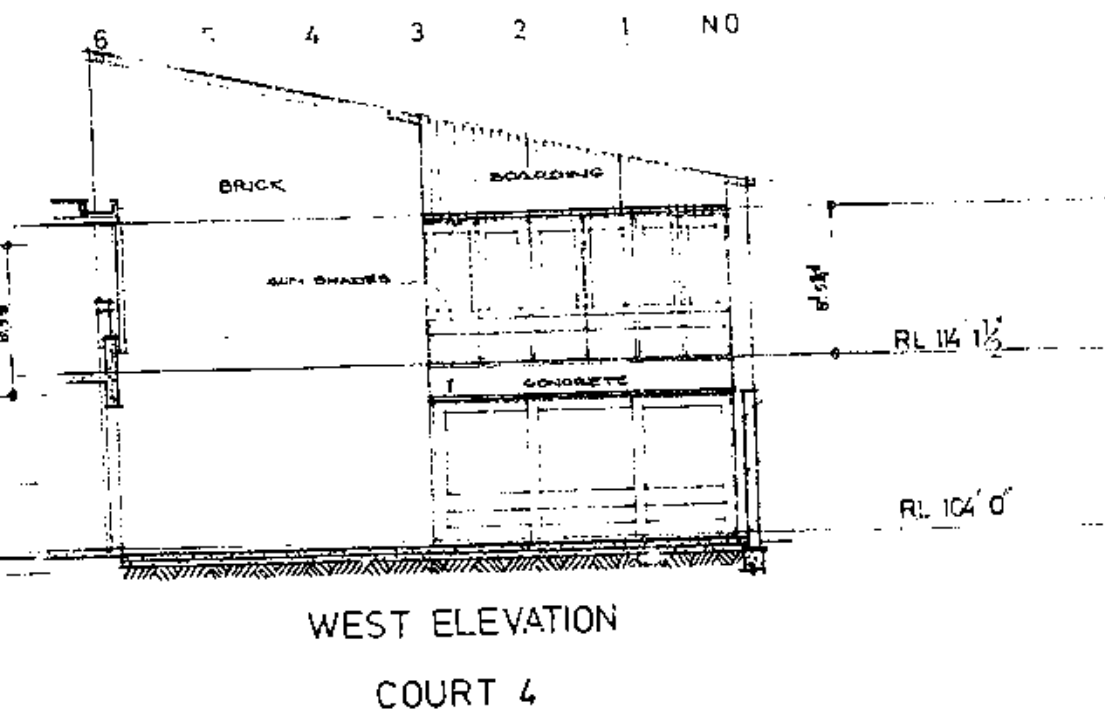 6 5 4 3 2 1 NO
BRICK
BOARDING
SUN SHADES
RL 114' 1½"
CONCRETE
RL 104' 0"
WEST ELEVATION
COURT 4